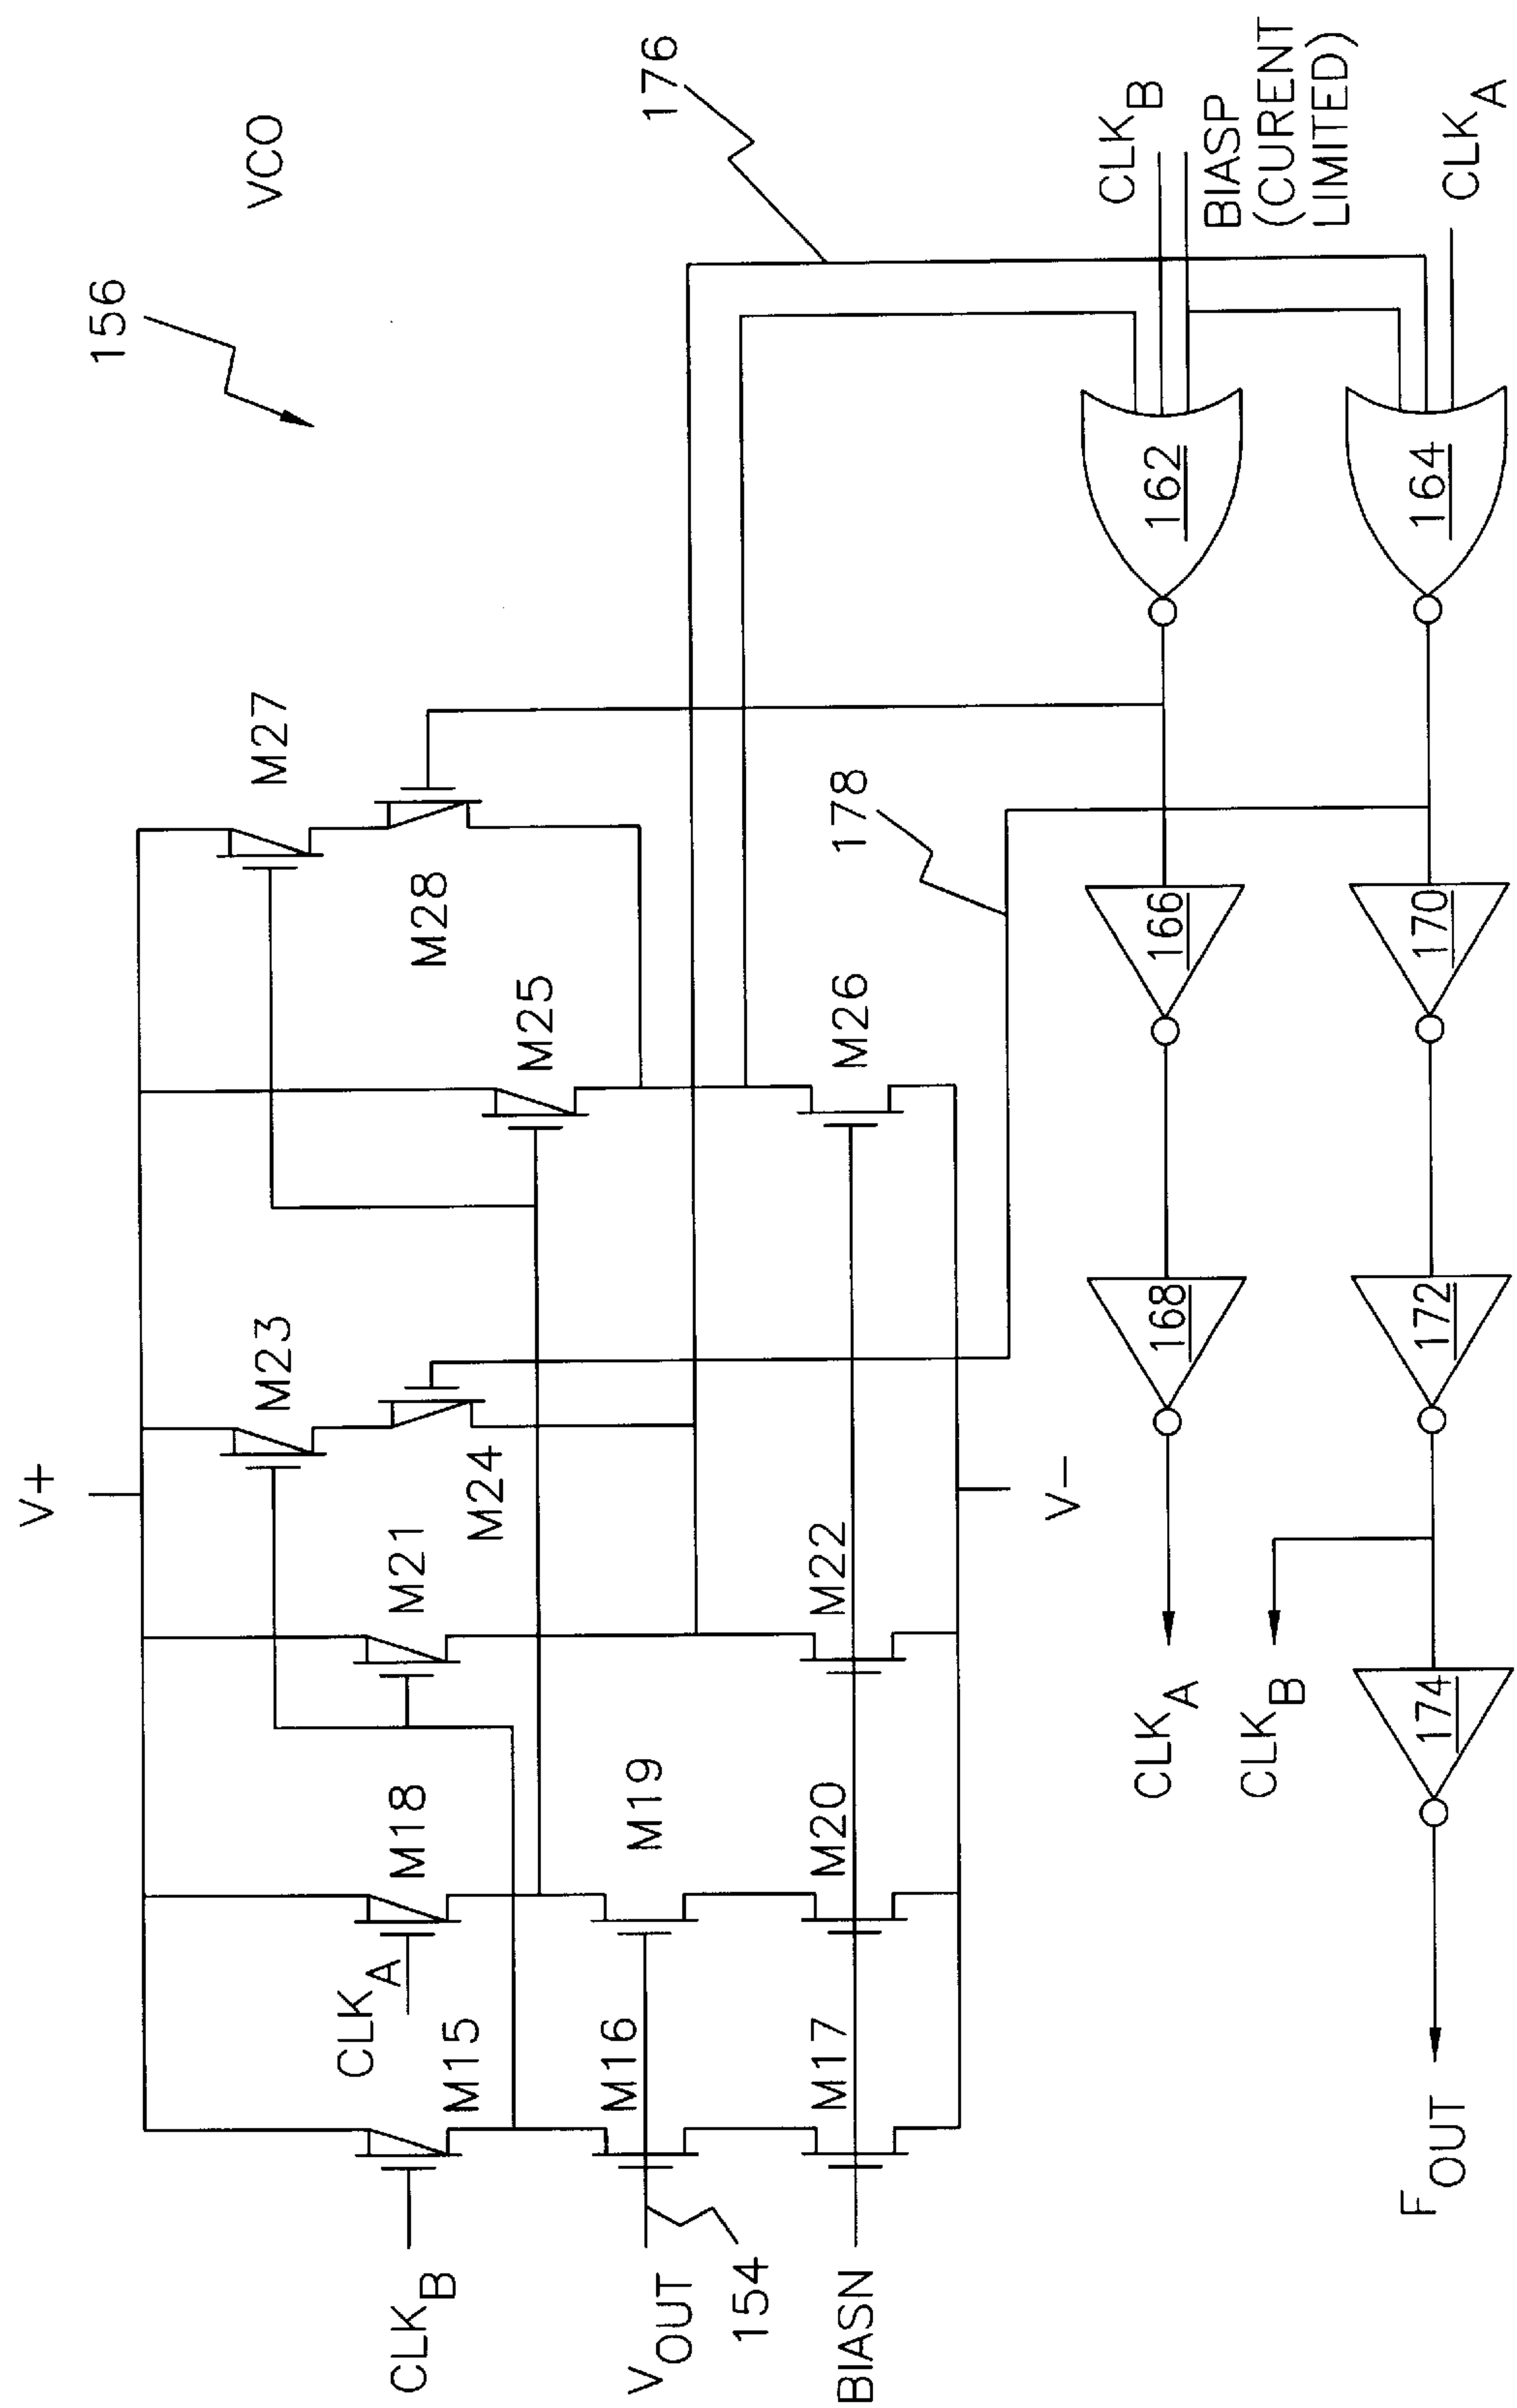 156
VCO
V+
M27
M23
M28
M18
M21
CLKA
M15
M24
M25
176
CLKB
VOUT
154
M16
M19
BIASN
M17
M20
M22
M26
178
V−
CLKB
BIASP
(CURENT
LIMITED))
CLKA
162
164
166
168
170
172
174
CLKA
CLKB
FOUT